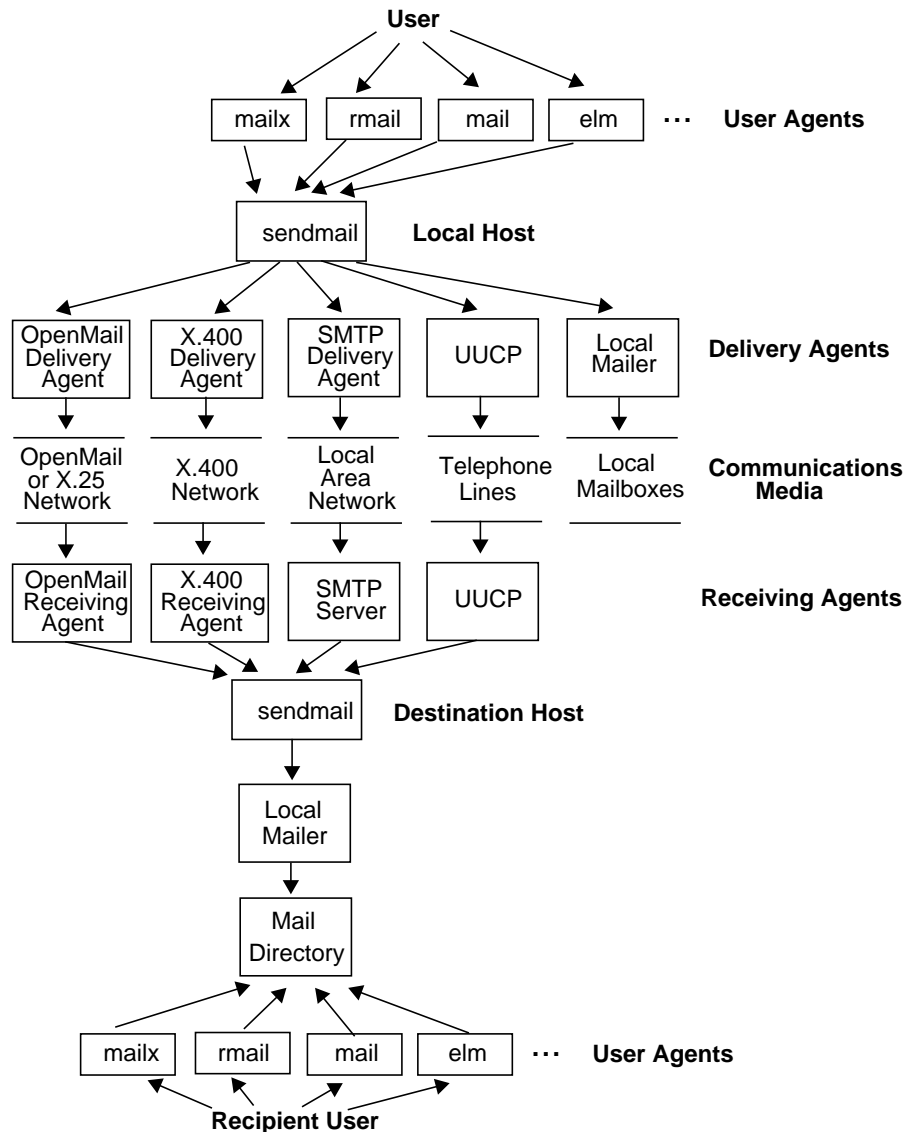 User
mailx
rmail
mail
elm
...
User Agents
sendmail
Local Host
OpenMail
Delivery
Agent
X.400
Delivery
Agent
SMTP
Delivery
Agent
UUCP
Local
Mailer
Delivery Agents
OpenMail
or X.25
Network
X.400
Network
Local
Area
Network
Telephone
Lines
Local
Mailboxes
Communications
Media
OpenMail
Receiving
Agent
X.400
Receiving
Agent
SMTP
Server
UUCP
Receiving Agents
sendmail
Destination Host
Local
Mailer
Mail
Directory
mailx
rmail
mail
elm
...
User Agents
Recipient User